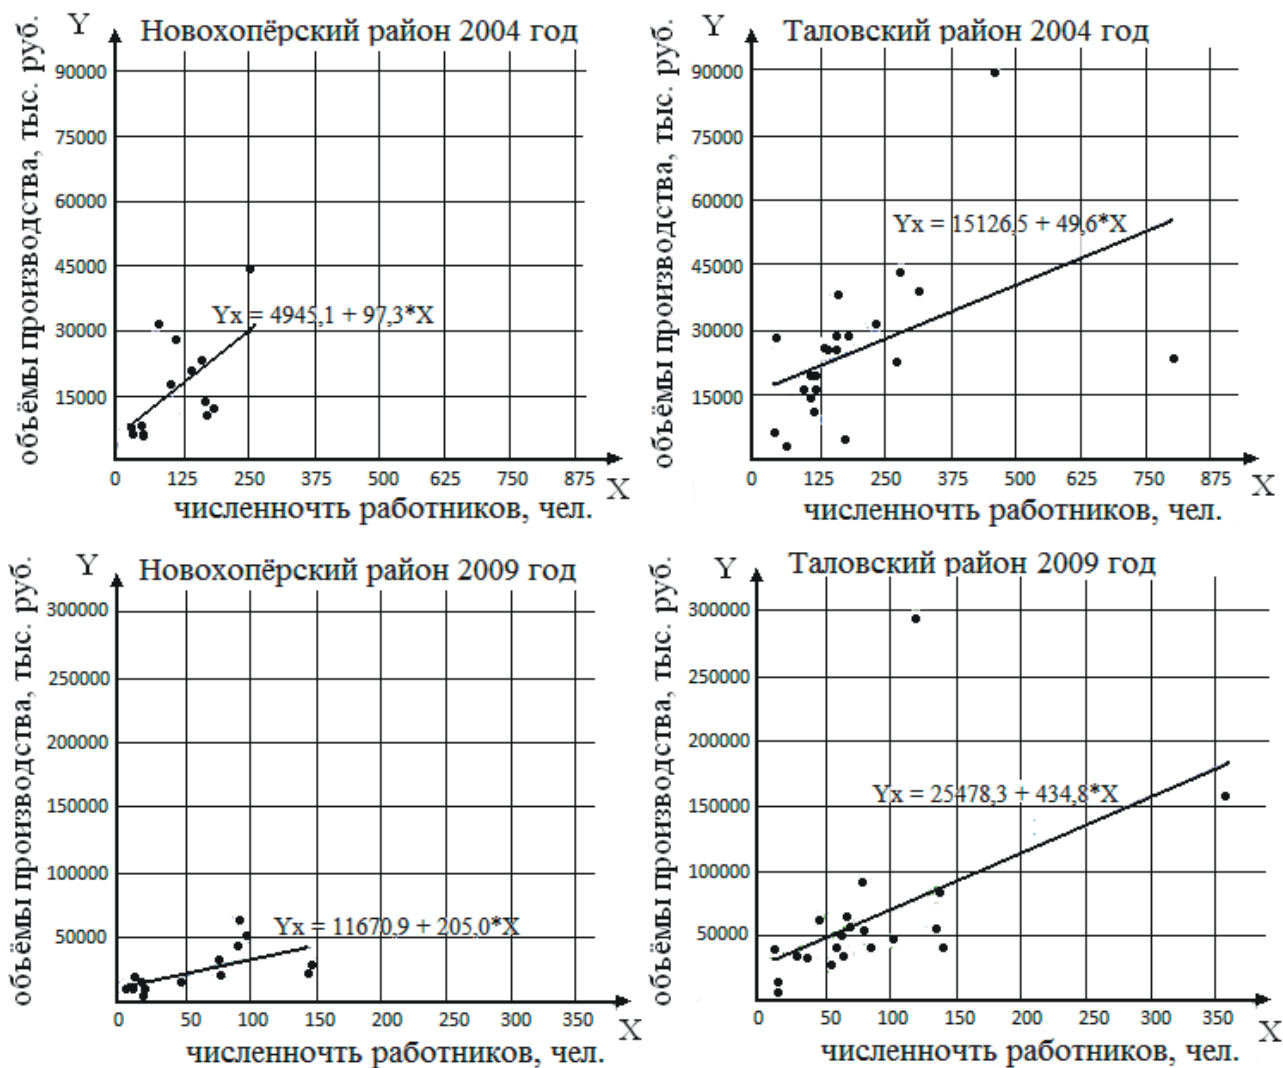 Y Новохопёрский район 2004 год
объёмы производства, тыс. руб.
90000
75000
60000
45000
30000
15000
Yx = 4945,1 + 97,3*X
0 125 250 375 500 625 750 875 X
численночть работников, чел.
Y Таловский район 2004 год
объёмы производства, тыс. руб.
90000
75000
60000
45000
30000
15000
Yx = 15126,5 + 49,6*X
0 125 250 375 500 625 750 875 X
численночть работников, чел.
Y Новохопёрский район 2009 год
объёмы производства, тыс. руб.
300000
250000
200000
150000
100000
50000
Yx = 11670,9 + 205,0*X
0 50 100 150 200 250 300 350 X
численночть работников, чел.
Y Таловский район 2009 год
объёмы производства, тыс. руб.
300000
250000
200000
150000
100000
50000
Yx = 25478,3 + 434,8*X
0 50 100 150 200 250 300 350 X
численночть работников, чел.